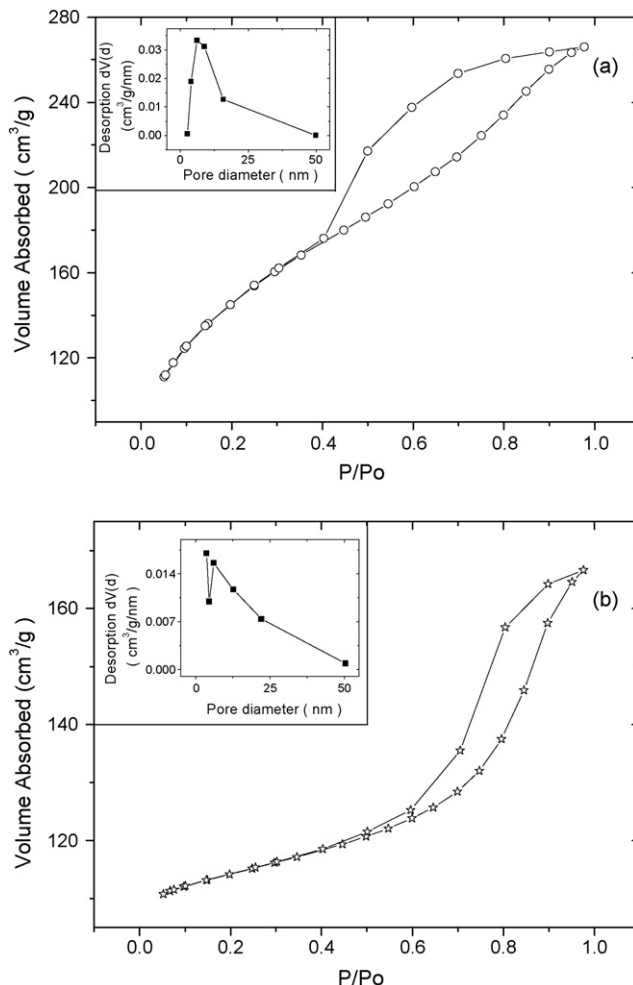 280
240
200
160
120
Volume Absorbed ( cm³/g )
0.0 0.2 0.4 0.6 0.8 1.0
P/Po
(a)
Desorption dV(d)
(cm³/g/nm)
0.03
0.02
0.01
0.00
0 25 50
Pore diameter ( nm )
160
140
120
Volume Absorbed (cm³/g)
0.0 0.2 0.4 0.6 0.8 1.0
P/Po
(b)
Desorption dV(d)
( cm³/g/nm )
0.014
0.007
0.000
0 25 50
Pore diameter ( nm )